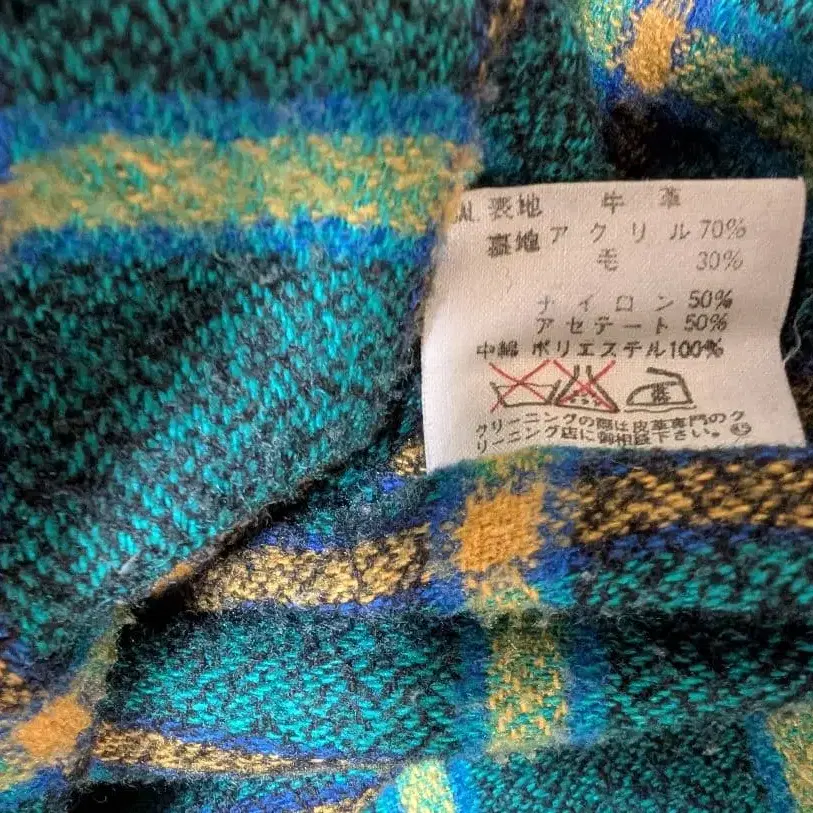 表地 牛革
裏地 アクリル 70%
毛 30%
ナイロン 50%
アセテート 50%
中綿 ポリエステル100%
クリーニングの際は皮革専門のク
リーニング店に御相談下さい。